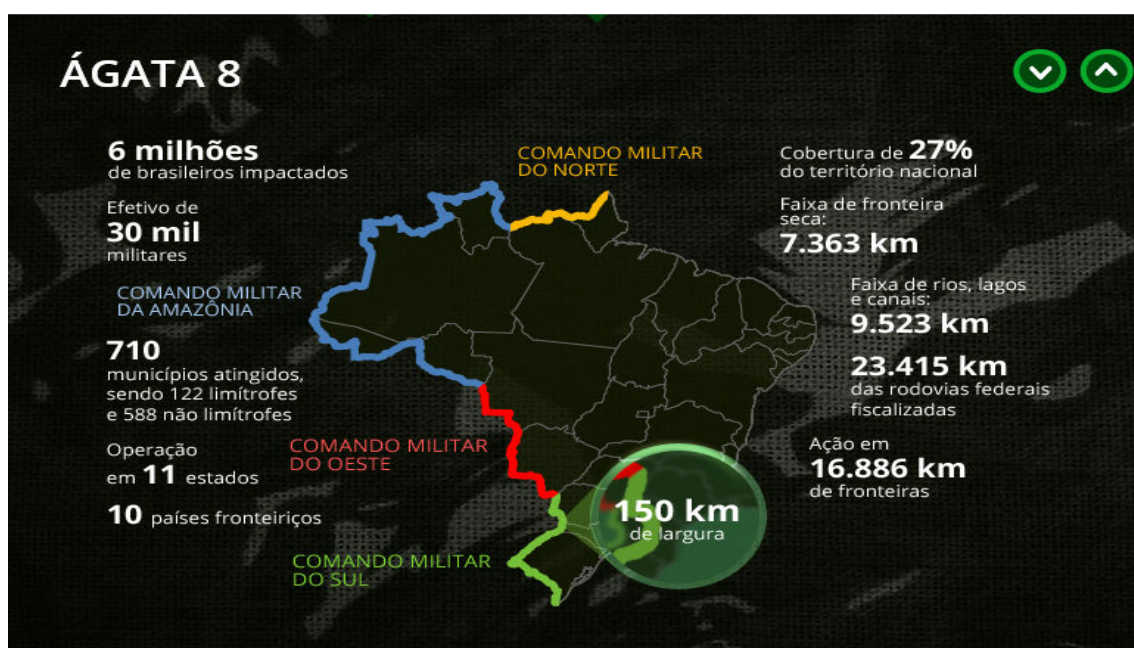 ÁGATA 8
6 milhões
de brasileiros impactados
Efetivo de
30 mil
militares
COMANDO MILITAR
DA AMAZÔNIA
710
municípios atingidos,
sendo 122 limítrofes
e 588 não limítrofes
Operação
em 11 estados
10 países fronteiriços
COMANDO MILITAR
DO NORTE
COMANDO MILITAR
DO OESTE
COMANDO MILITAR
DO SUL
150 km
de largura
Cobertura de 27%
do território nacional
Faixa de fronteira
seca:
7.363 km
Faixa de rios, lagos
e canais:
9.523 km
23.415 km
das rodovias federais
fiscalizadas
Ação em
16.886 km
de fronteiras